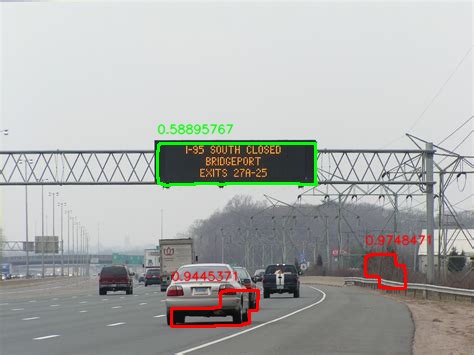 0.58895767
I-95 SOUTH CLOSED
BRIDGEPORT
EXITS 27A-25
0.9748471
0.9445371